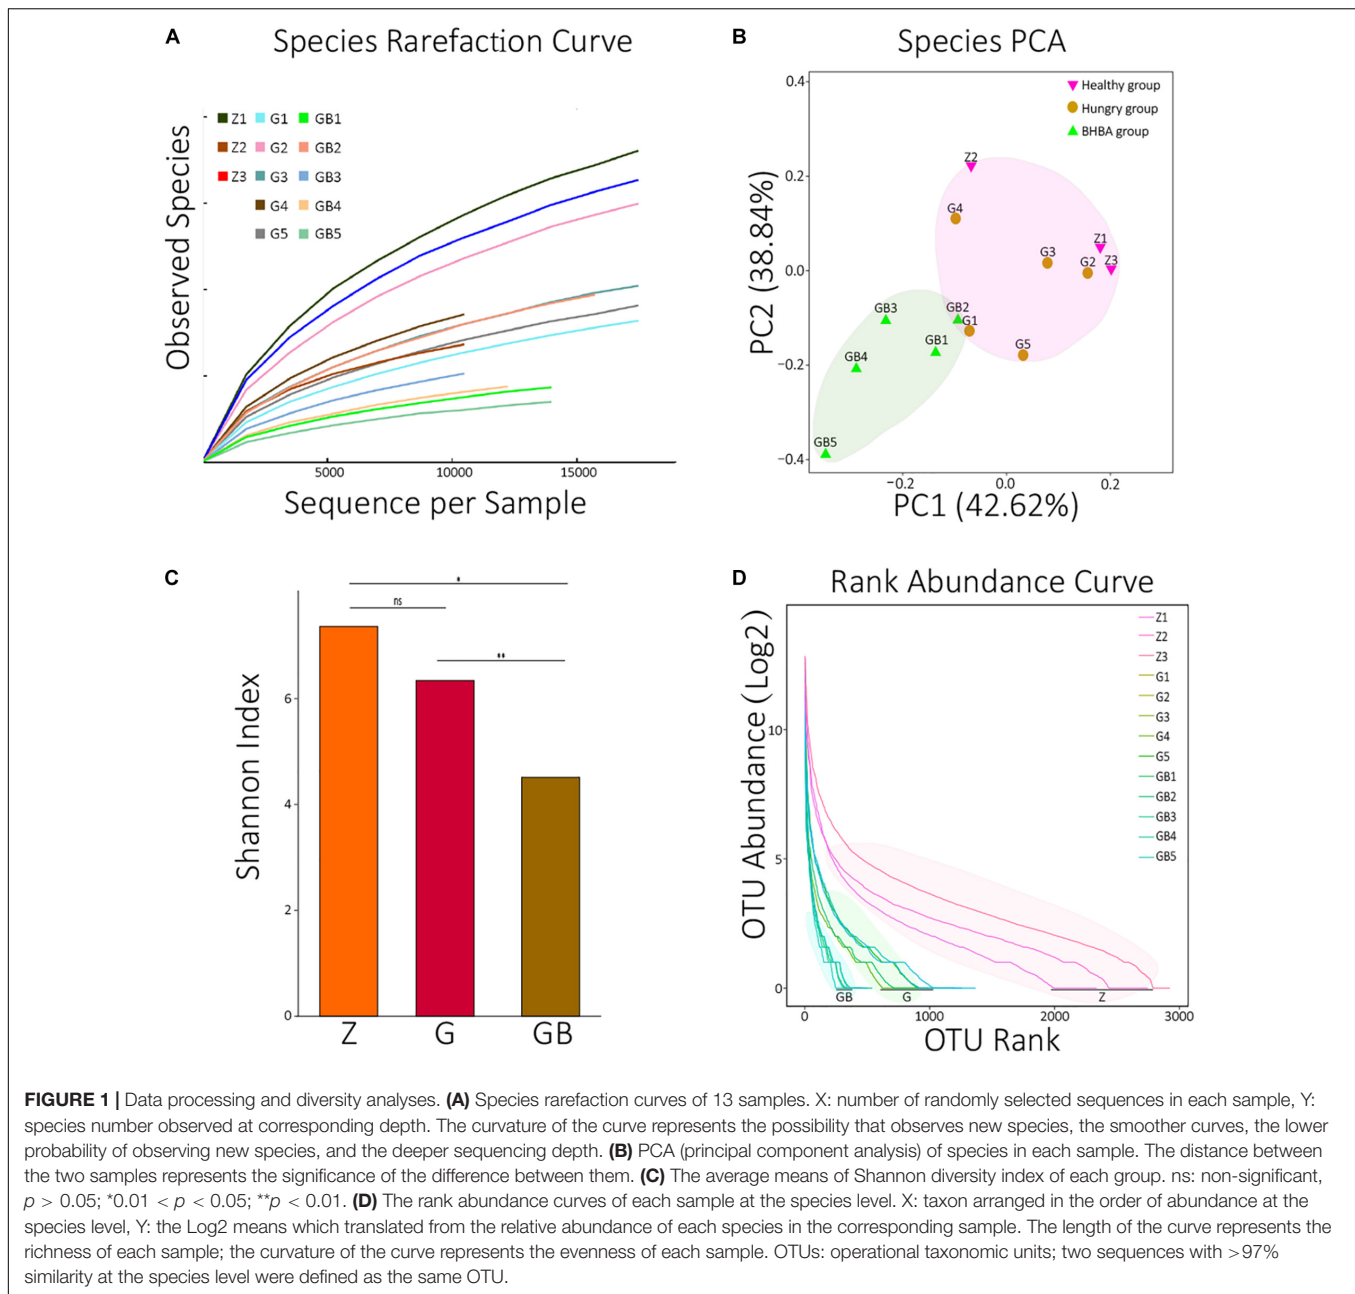 A
Species Rarefaction Curve
Observed Species
Z1 G1 GB1
Z2 G2 GB2
Z3 G3 GB3
G4 GB4
G5 GB5
5000 10000 15000
Sequence per Sample
B
Species PCA
PC2 (38.84%)
0.4
0.2
0.0
−0.2
−0.4
Healthy group
Hungry group
BHBA group
Z2
G4
Z1
G3
G2
Z3
GB3
GB2
G1
GB1
G5
GB4
GB5
−0.2 0.0 0.2
PC1 (42.62%)
C
Shannon Index
*
ns
**
6
4
2
0
Z G GB
D
Rank Abundance Curve
OTU Abundance (Log2)
10
5
0
Z1
Z2
Z3
G1
G2
G3
G4
G5
GB1
GB2
GB3
GB4
GB5
GB G Z
0 1000 2000 3000
OTU Rank
FIGURE 1 | Data processing and diversity analyses. (A) Species rarefaction curves of 13 samples. X: number of randomly selected sequences in each sample, Y:
species number observed at corresponding depth. The curvature of the curve represents the possibility that observes new species, the smoother curves, the lower
probability of observing new species, and the deeper sequencing depth. (B) PCA (principal component analysis) of species in each sample. The distance between
the two samples represents the significance of the difference between them. (C) The average means of Shannon diversity index of each group. ns: non-significant,
p > 0.05; *0.01 < p < 0.05; **p < 0.01. (D) The rank abundance curves of each sample at the species level. X: taxon arranged in the order of abundance at the
species level, Y: the Log2 means which translated from the relative abundance of each species in the corresponding sample. The length of the curve represents the
richness of each sample; the curvature of the curve represents the evenness of each sample. OTUs: operational taxonomic units; two sequences with >97%
similarity at the species level were defined as the same OTU.